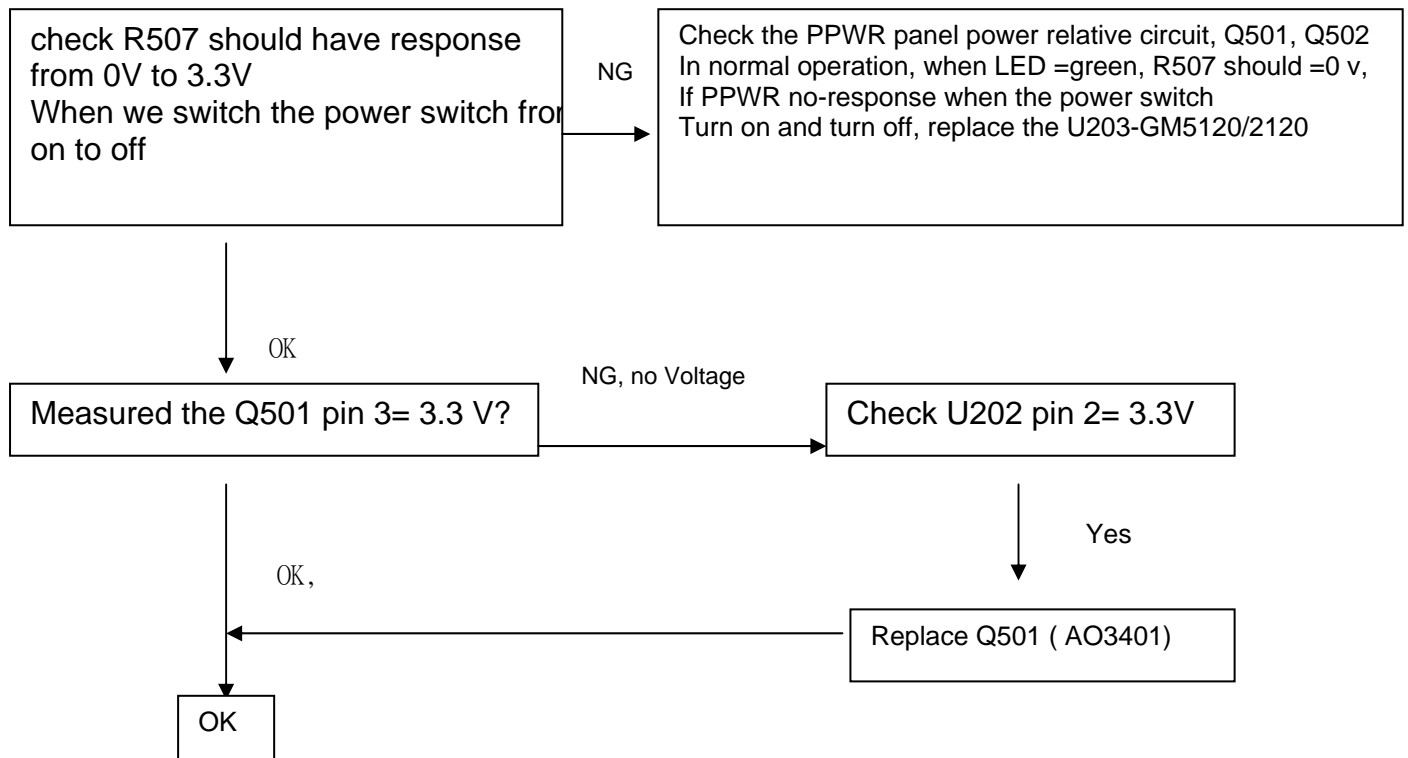 check R507 should have response
from 0V to 3.3V
When we switch the power switch from
on to off
NG
Check the PPWR panel power relative circuit, Q501, Q502
In normal operation, when LED =green, R507 should =0 v,
If PPWR no-response when the power switch
Turn on and turn off, replace the U203-GM5120/2120
OK
Measured the Q501 pin 3= 3.3 V?
NG, no Voltage
Check U202 pin 2= 3.3V
Yes
OK,
Replace Q501 ( AO3401)
OK